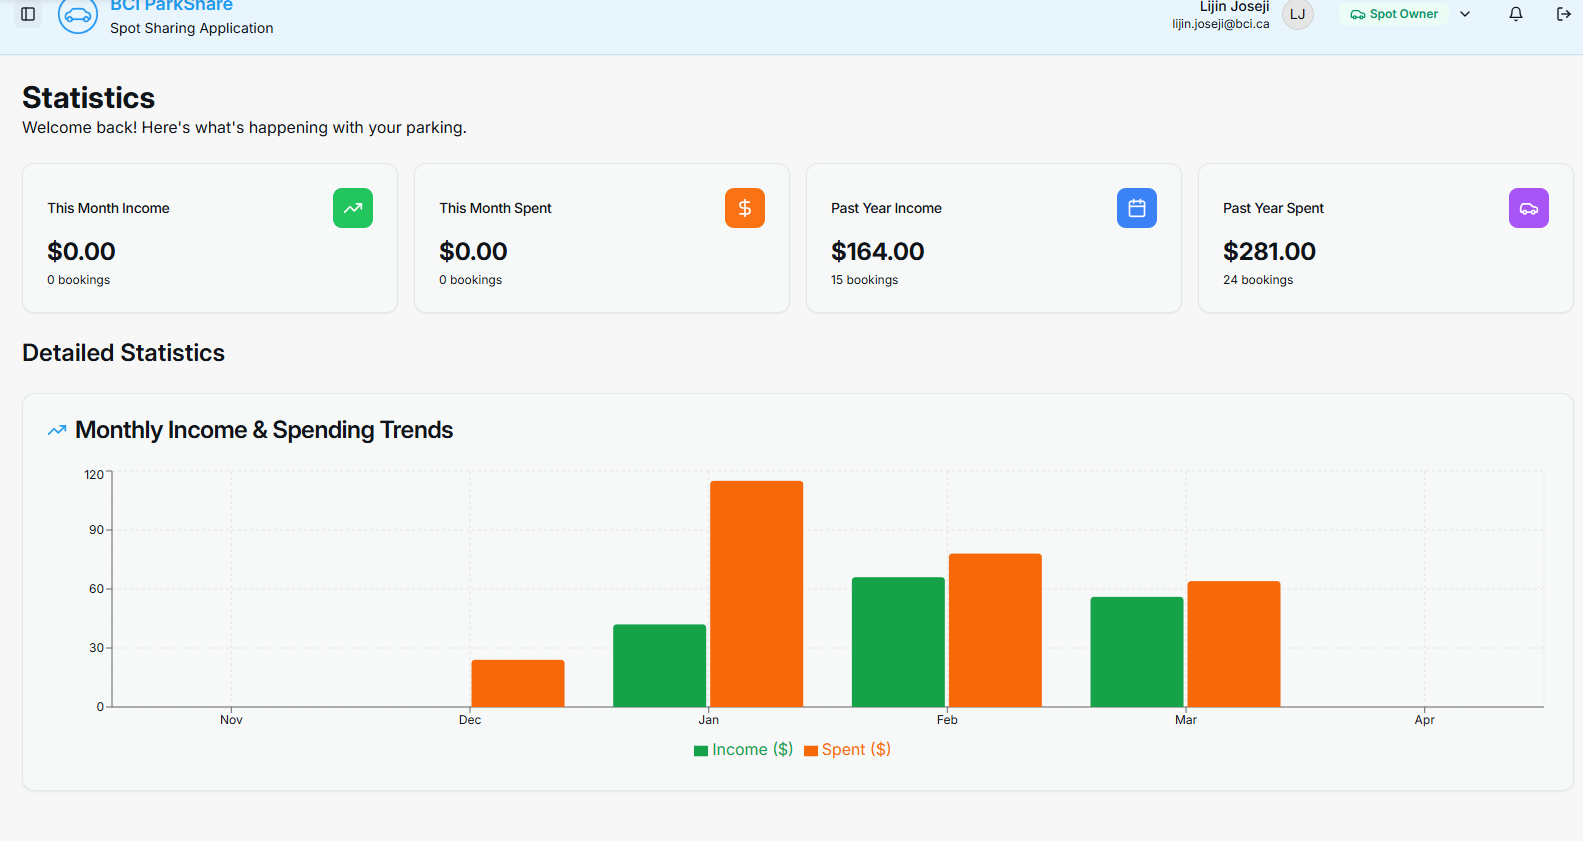 BCI ParkShare
Spot Sharing Application
Lijin Joseji
lijin.joseji@bci.ca
LJ
Spot Owner
Statistics
Welcome back! Here's what's happening with your parking.
This Month Income
$0.00
0 bookings
This Month Spent
$0.00
0 bookings
Past Year Income
$164.00
15 bookings
Past Year Spent
$281.00
24 bookings
Detailed Statistics
Monthly Income & Spending Trends
120
90
60
30
0
Nov Dec Jan Feb Mar Apr
Income ($) Spent ($)